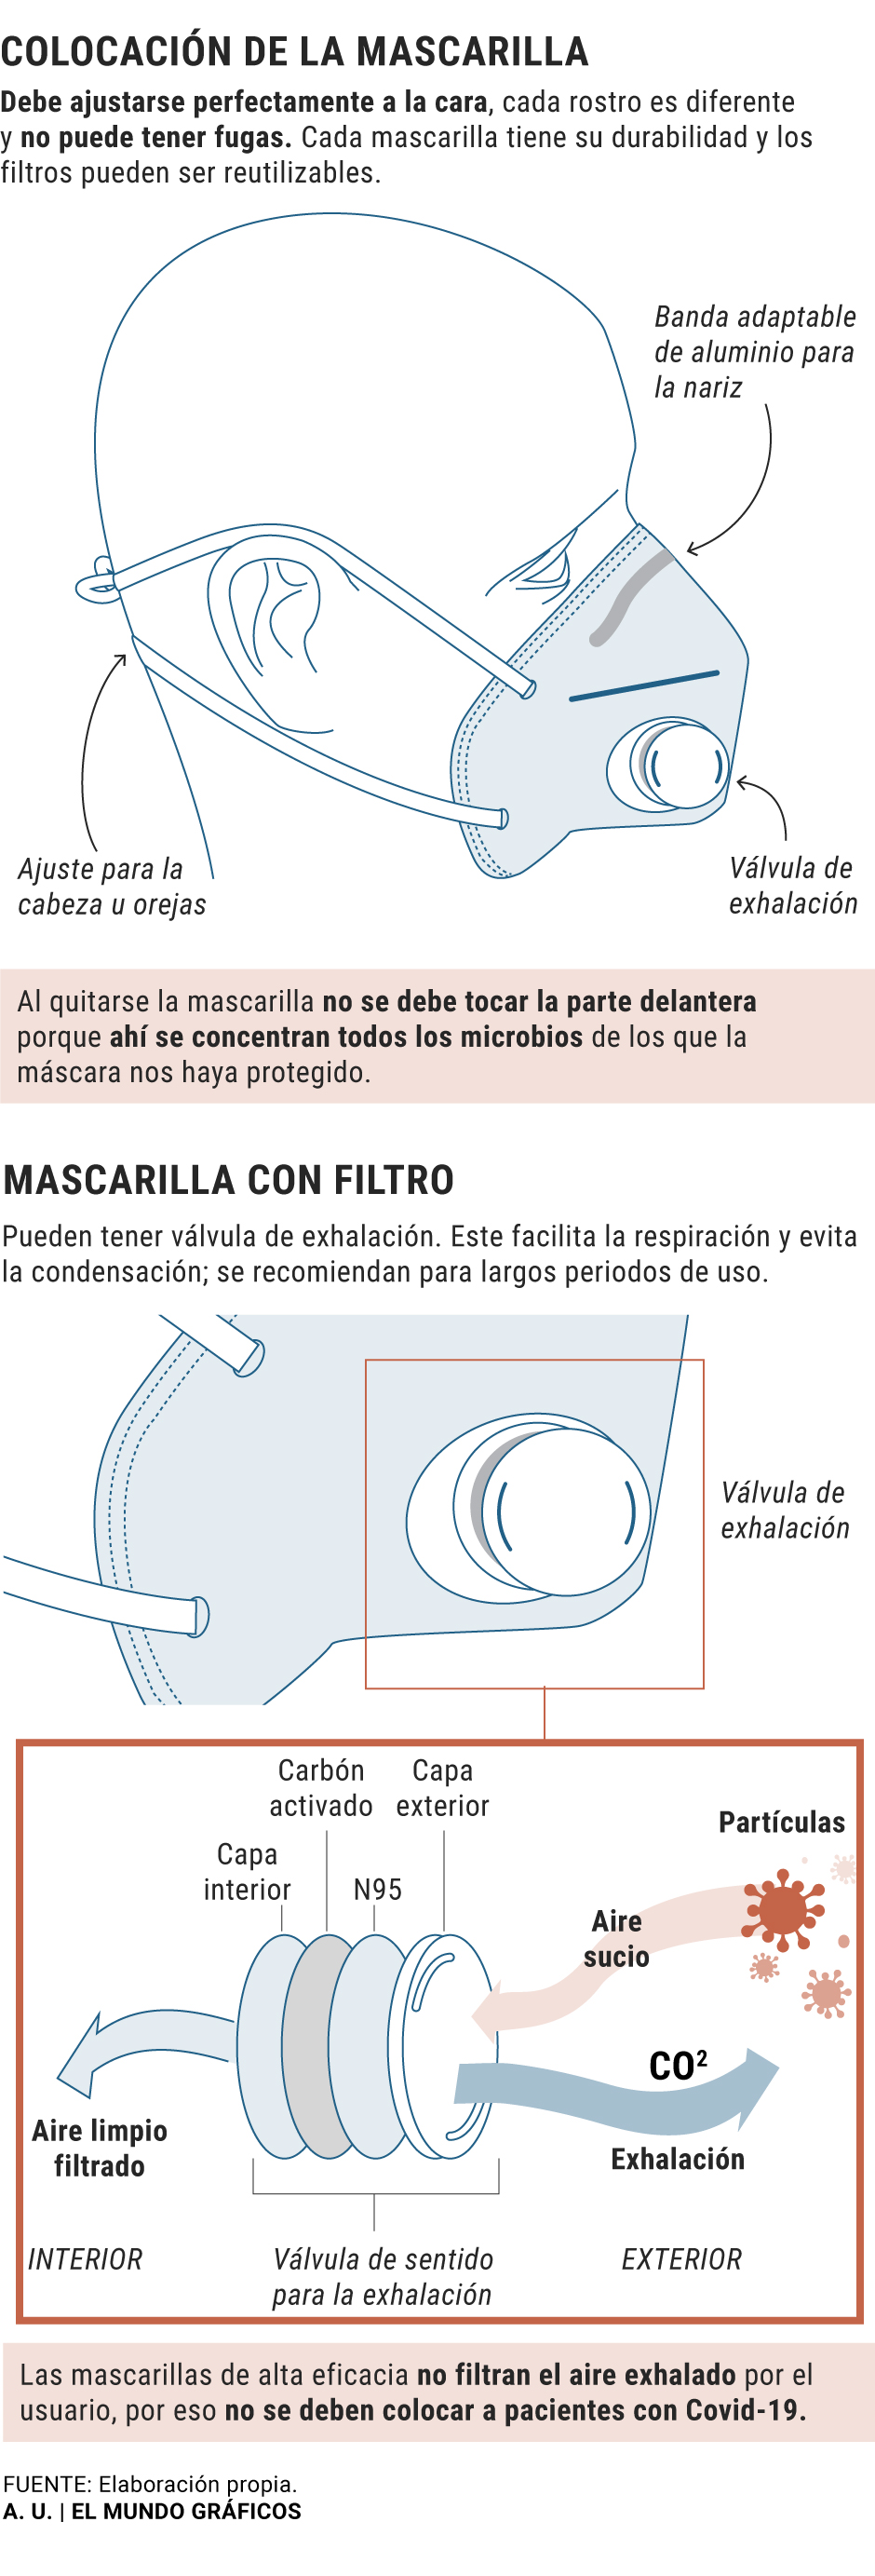 COLOCACIÓN DE LA MASCARILLA
Debe ajustarse perfectamente a la cara, cada rostro es diferente
y no puede tener fugas. Cada mascarilla tiene su durabilidad y los
filtros pueden ser reutilizables.
Banda adaptable
de aluminio para
la nariz
Ajuste para la
cabeza u orejas
Válvula de
exhalación
Al quitarse la mascarilla no se debe tocar la parte delantera
porque ahí se concentran todos los microbios de los que la
máscara nos haya protegido.
MASCARILLA CON FILTRO
Pueden tener válvula de exhalación. Este facilita la respiración y evita
la condensación; se recomiendan para largos periodos de uso.
Válvula de
exhalación
Carbón
activado
Capa
exterior
Capa
interior
N95
Partículas
Aire
sucio
CO²
Exhalación
Aire limpio
filtrado
INTERIOR
Válvula de sentido
para la exhalación
EXTERIOR
Las mascarillas de alta eficacia no filtran el aire exhalado por el
usuario, por eso no se deben colocar a pacientes con Covid-19.
FUENTE: Elaboración propia.
A. U. | EL MUNDO GRÁFICOS